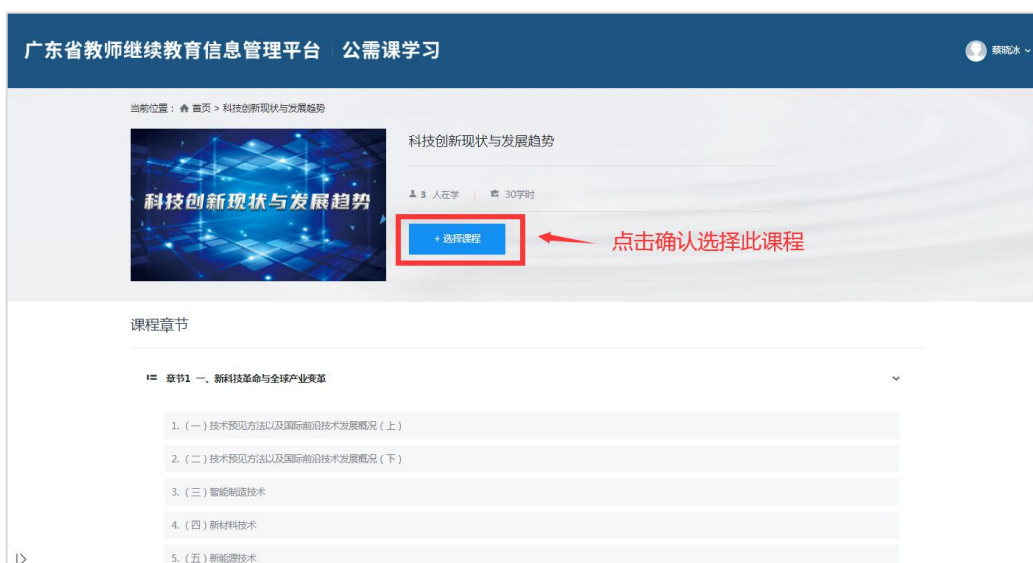 广东省教师继续教育信息管理平台 公需课学习
蔡晓冰
当前位置： 首页 > 科技创新现状与发展趋势
科技创新现状与发展趋势
科技创新现状与发展趋势
3 人在学 | 30学时
+ 选择课程
点击确认选择此课程
课程章节
章节1 一、新科技革命与全球产业变革
1. ( 一 ) 技术预见方法以及国际前沿技术发展概况 ( 上 )
2. ( 二 ) 技术预见方法以及国际前沿技术发展概况 ( 下 )
3. ( 三 ) 智能制造技术
4. ( 四 ) 新材料技术
5. ( 五 ) 新能源技术